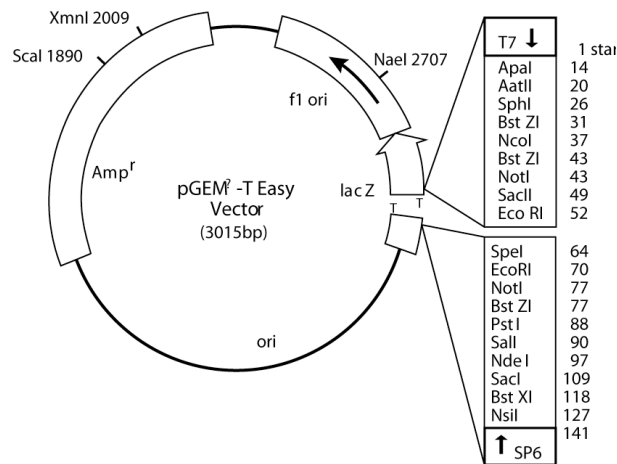 XmnI 2009
ScaI 1890
NaeI 2707
f1 ori
Ampʳ
pGEM?-T Easy
Vector
(3015bp)
lac Z
T
T
ori
T7 ↓
1 star
ApaI 14
AatII 20
SphI 26
Bst ZI 31
NcoI 37
Bst ZI 43
NotI 43
SacII 49
Eco RI 52
SpeI 64
EcoRI 70
NotI 77
Bst ZI 77
Pst I 88
SalI 90
Nde I 97
SacI 109
Bst XI 118
NsiI 127
141
↑ SP6